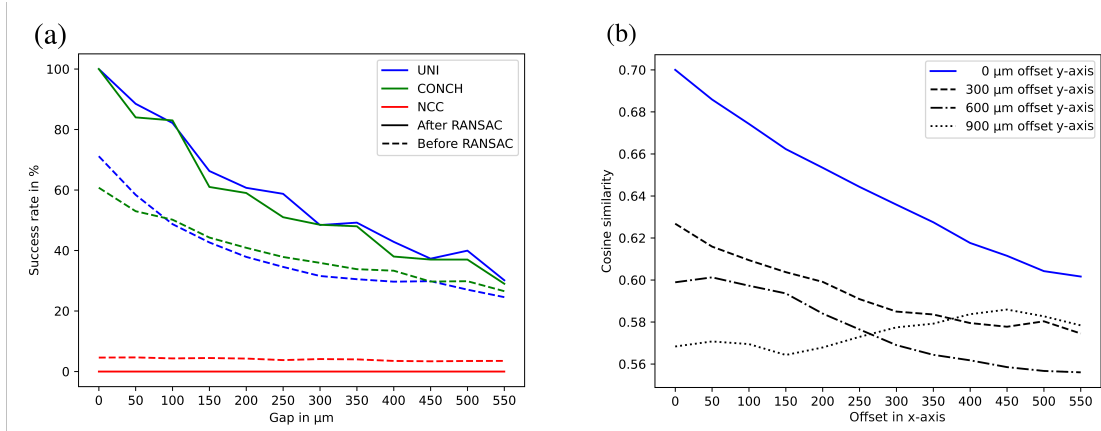 (a)
Success rate in %
100
80
60
40
20
0
UNI
CONCH
NCC
After RANSAC
Before RANSAC
0 50 100 150 200 250 300 350 400 450 500 550
Gap in μm
(b)
Cosine similarity
0.70
0.68
0.66
0.64
0.62
0.60
0.58
0.56
0 μm offset y-axis
300 μm offset y-axis
600 μm offset y-axis
900 μm offset y-axis
0 50 100 150 200 250 300 350 400 450 500 550
Offset in x-axis